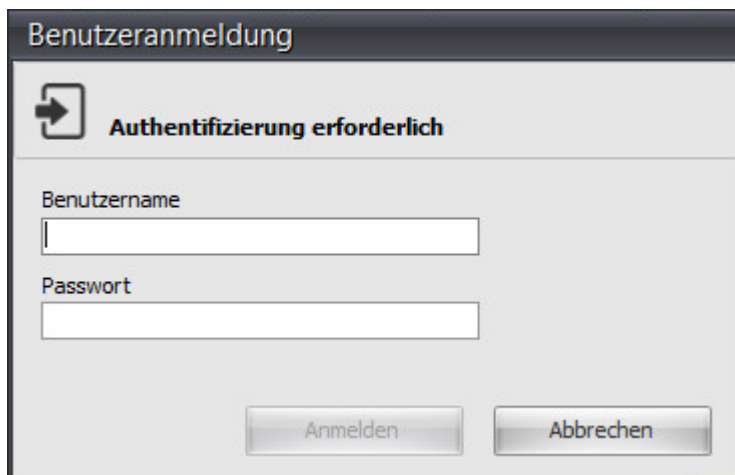 Benutzeranmeldung
Authentifizierung erforderlich
Benutzername
Passwort
Anmelden Abbrechen